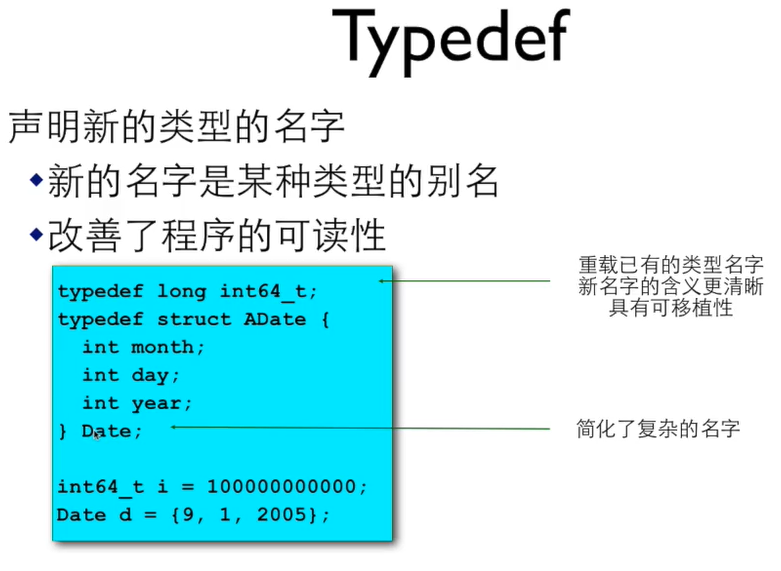 Typedef
声明新的类型的名字
新的名字是某种类型的别名
改善了程序的可读性
typedef long int64_t;
typedef struct ADate {
int month;
int day;
int year;
} Date;
int64_t i = 100000000000;
Date d = {9, 1, 2005};
重载已有的类型名字
新名字的含义更清晰
具有可移植性
简化了复杂的名字